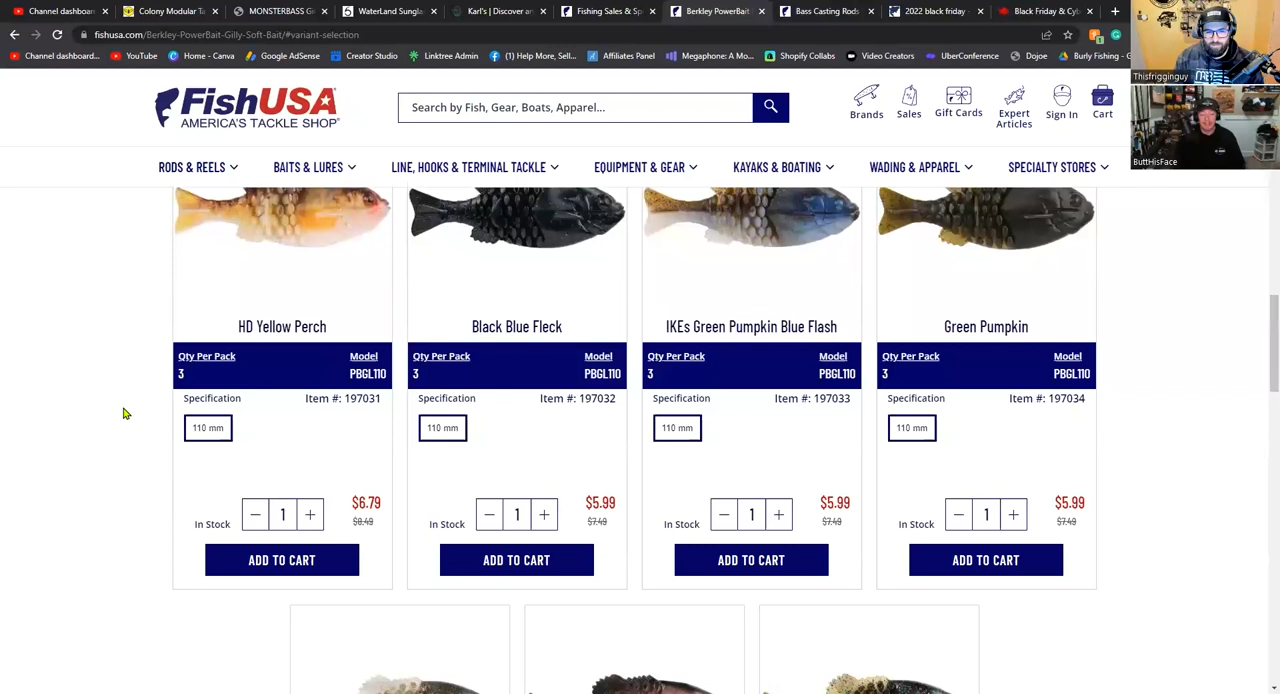 Channel dashboard: Colony Modular Ta MONSTERBASS Gi WaterLand Sungla Karl's | Discover an Fishing Sales & Sp Berkley PowerBait Bass Casting Rods 2022 black friday - Black Friday & Cyb
fishusa.com/Berkley-PowerBait-Gilly-Soft-Bait/#variant-selection
Channel dashboard... YouTube Home - Canva Google AdSense Creator Studio Linktree Admin (1) Help More, Sell... Affiliates Panel Megaphone: A Mo... Shopify Collabs Video Creators UberConference Dojoe Burly Fishing -
Thisfrigginguy
ButtHisFace
FishUSA
AMERICA'S TACKLE SHOP
Search by Fish, Gear, Boats, Apparel...
Brands Sales Gift Cards Expert Articles Sign In Cart
RODS & REELS BAITS & LURES LINE, HOOKS & TERMINAL TACKLE EQUIPMENT & GEAR KAYAKS & BOATING WADING & APPAREL SPECIALTY STORES
HD Yellow Perch Black Blue Fleck IKEs Green Pumpkin Blue Flash Green Pumpkin
Qty Per Pack Model Qty Per Pack Model Qty Per Pack Model Qty Per Pack Model
3 PBGL110 3 PBGL110 3 PBGL110 3 PBGL110
Specification Item #: 197031 Specification Item #: 197032 Specification Item #: 197033 Specification Item #: 197034
110 mm 110 mm 110 mm 110 mm
In Stock − 1 + $6.79 In Stock − 1 + $5.99 In Stock − 1 + $5.99 In Stock − 1 + $5.99
$8.49 $7.49 $7.49 $7.49
ADD TO CART ADD TO CART ADD TO CART ADD TO CART